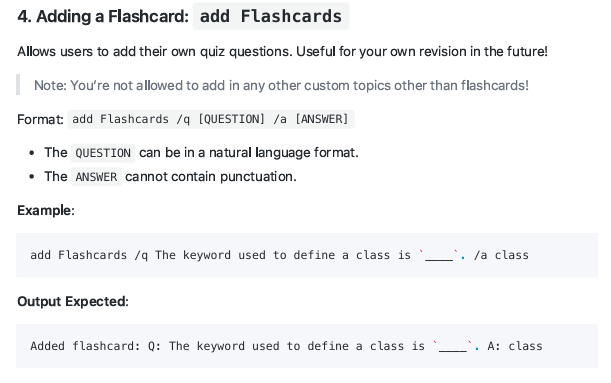 4. Adding a Flashcard: add Flashcards
Allows users to add their own quiz questions. Useful for your own revision in the future!
Note: You're not allowed to add in any other custom topics other than flashcards!
Format: add Flashcards /q [QUESTION] /a [ANSWER]
• The QUESTION can be in a natural language format.
• The ANSWER cannot contain punctuation.
Example:
add Flashcards /q The keyword used to define a class is `____`. /a class
Output Expected:
Added flashcard: Q: The keyword used to define a class is `____`. A: class